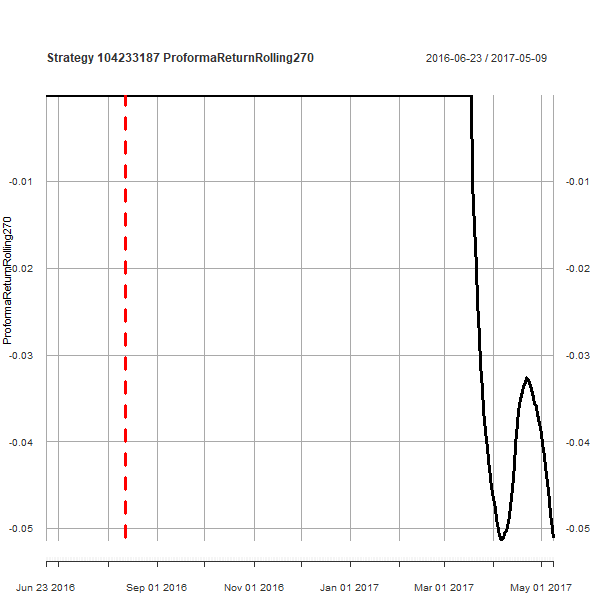 Strategy 104233187 ProformaReturnRolling270
2016-06-23 / 2017-05-09
ProformaReturnRolling270
-0.01
-0.02
-0.03
-0.04
-0.05
-0.01
-0.02
-0.03
-0.04
-0.05
Jun 23 2016 Sep 01 2016 Nov 01 2016 Jan 01 2017 Mar 01 2017 May 01 2017